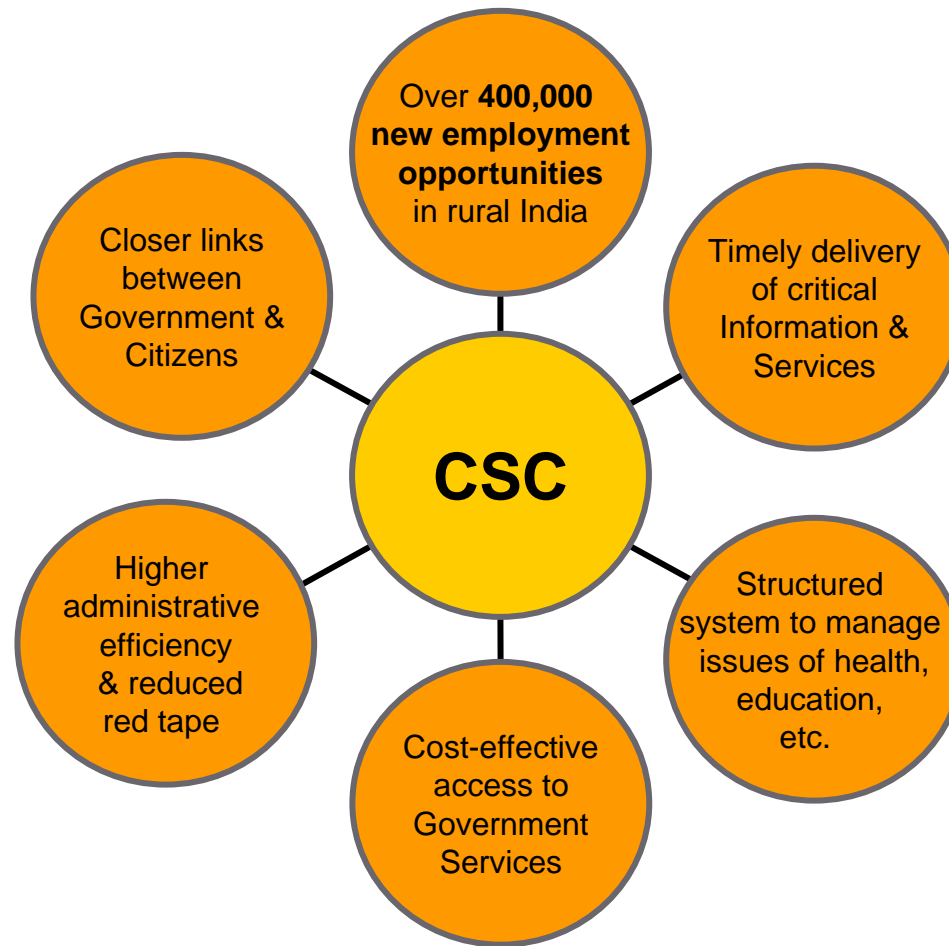 Over 400,000
new employment
opportunities
in rural India
Closer links
between
Government &
Citizens
Timely delivery
of critical
Information &
Services
CSC
Higher
administrative
efficiency
& reduced
red tape
Structured
system to manage
issues of health,
education,
etc.
Cost-effective
access to
Government
Services